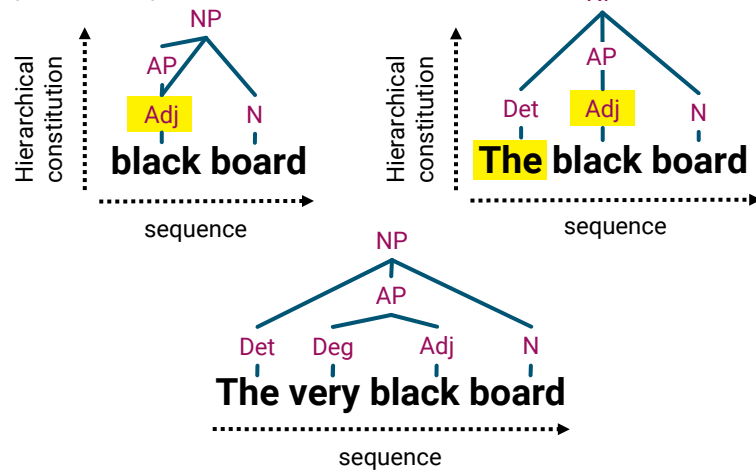 NP
AP
Adj N
black board
Hierarchical
constitution
sequence
AP
Det Adj N
The black board
Hierarchical
constitution
sequence
NP
AP
Det Deg Adj N
The very black board
sequence